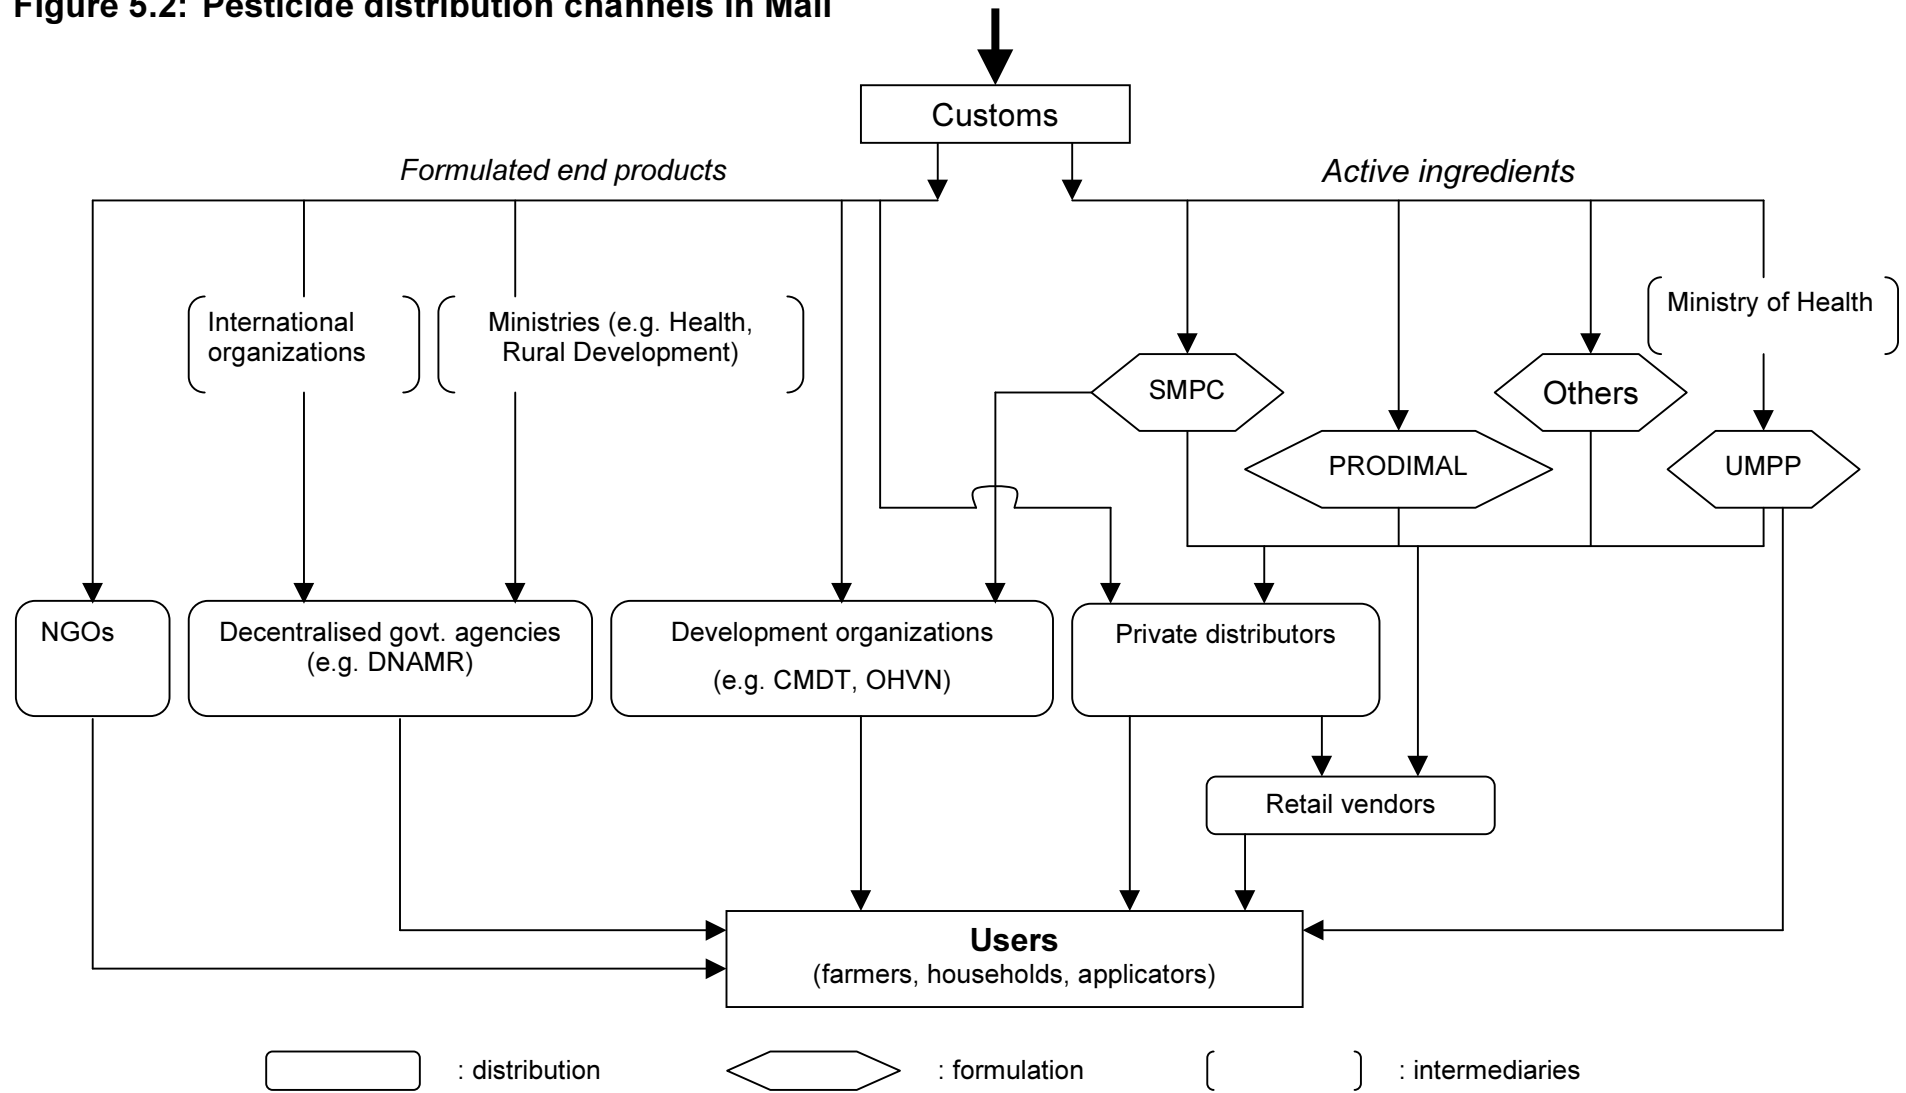 Figure 5.2: Pesticide distribution channels in Mali
Customs
Formulated end products
Active ingredients
International
organizations
Ministries (e.g. Health,
Rural Development)
Ministry of Health
SMPC
Others
PRODIMAL
UMPP
NGOs
Decentralised govt. agencies
(e.g. DNAMR)
Development organizations
(e.g. CMDT, OHVN)
Private distributors
Retail vendors
Users
(farmers, households, applicators)
: distribution
: formulation
: intermediaries